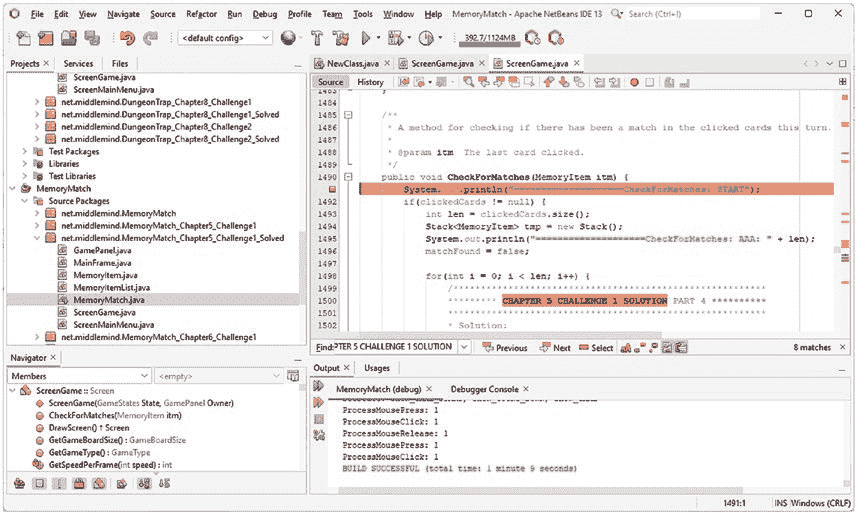 File Edit View Navigate Source Refactor Run Debug Profile Team Tools Window Help MemoryMatch - Apache NetBeans IDE 13 Search (Ctrl+I)
<default config> 392.7/1124MB
Projects Services Files
ScreenGame.java
ScreenMainMenu.java
net.middlemind.DungeonTrap_Chapter8_Challenge1
net.middlemind.DungeonTrap_Chapter8_Challenge1_Solved
net.middlemind.DungeonTrap_Chapter8_Challenge2
net.middlemind.DungeonTrap_Chapter8_Challenge2_Solved
Test Packages
Libraries
Test Libraries
MemoryMatch
Source Packages
net.middlemind.MemoryMatch
net.middlemind.MemoryMatch_Chapter5_Challenge1
net.middlemind.MemoryMatch_Chapter5_Challenge1_Solved
GamePanel.java
MainFrame.java
MemoryItem.java
MemoryItemList.java
MemoryMatch.java
ScreenGame.java
ScreenMainMenu.java
net.middlemind.MemoryMatch_Chapter6_Challenge1
Navigator
Members <empty>
ScreenGame :: Screen
ScreenGame(GameStates State, GamePanel Owner)
CheckForMatches(MemoryItem itm)
DrawScreen() ↑ Screen
GetGameBoardSize() : GameBoardSize
GetGameType() : GameType
GetSpeedPerFrame(int speed) : int
NewClass.java ScreenGame.java ScreenGame.java
Source History
1483 }
1484
1485 /**
1486 * A method for checking if there has been a match in the clicked cards this turn.
1487 *
1488 * @param itm The last card clicked.
1489 */
1490 public void CheckForMatches(MemoryItem itm) {
System. .println("====================CheckForMatches: START");
1492 if(clickedCards != null) {
1493 int len = clickedCards.size();
1494 Stack<MemoryItem> tmp = new Stack();
1495 System.out.println("====================CheckForMatches: AAA: " + len);
1496 matchFound = false;
1497
1498 for(int i = 0; i < len; i++) {
1499 /*********************************************************
1500 ********* CHAPTER 5 CHALLENGE 1 SOLUTION PART 4 **********
1501 **********************************************************
1502 * Solution:
Find: PTER 5 CHALLENGE 1 SOLUTION Previous Next Select 8 matches
Output Usages
MemoryMatch (debug) Debugger Console
ProcessMousePress: 1
ProcessMouseClick: 1
ProcessMouseRelease: 1
ProcessMousePress: 1
ProcessMouseClick: 1
BUILD SUCCESSFUL (total time: 1 minute 9 seconds)
1491:1 INS Windows (CRLF)